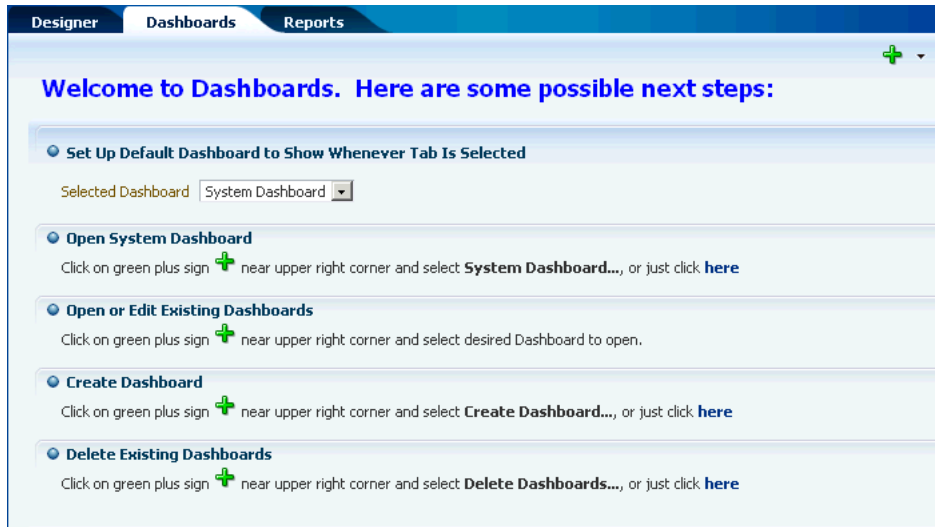 Designer Dashboards Reports
Welcome to Dashboards. Here are some possible next steps:
Set Up Default Dashboard to Show Whenever Tab Is Selected
Selected Dashboard System Dashboard
Open System Dashboard
Click on green plus sign near upper right corner and select System Dashboard..., or just click here
Open or Edit Existing Dashboards
Click on green plus sign near upper right corner and select desired Dashboard to open.
Create Dashboard
Click on green plus sign near upper right corner and select Create Dashboard..., or just click here
Delete Existing Dashboards
Click on green plus sign near upper right corner and select Delete Dashboards..., or just click here